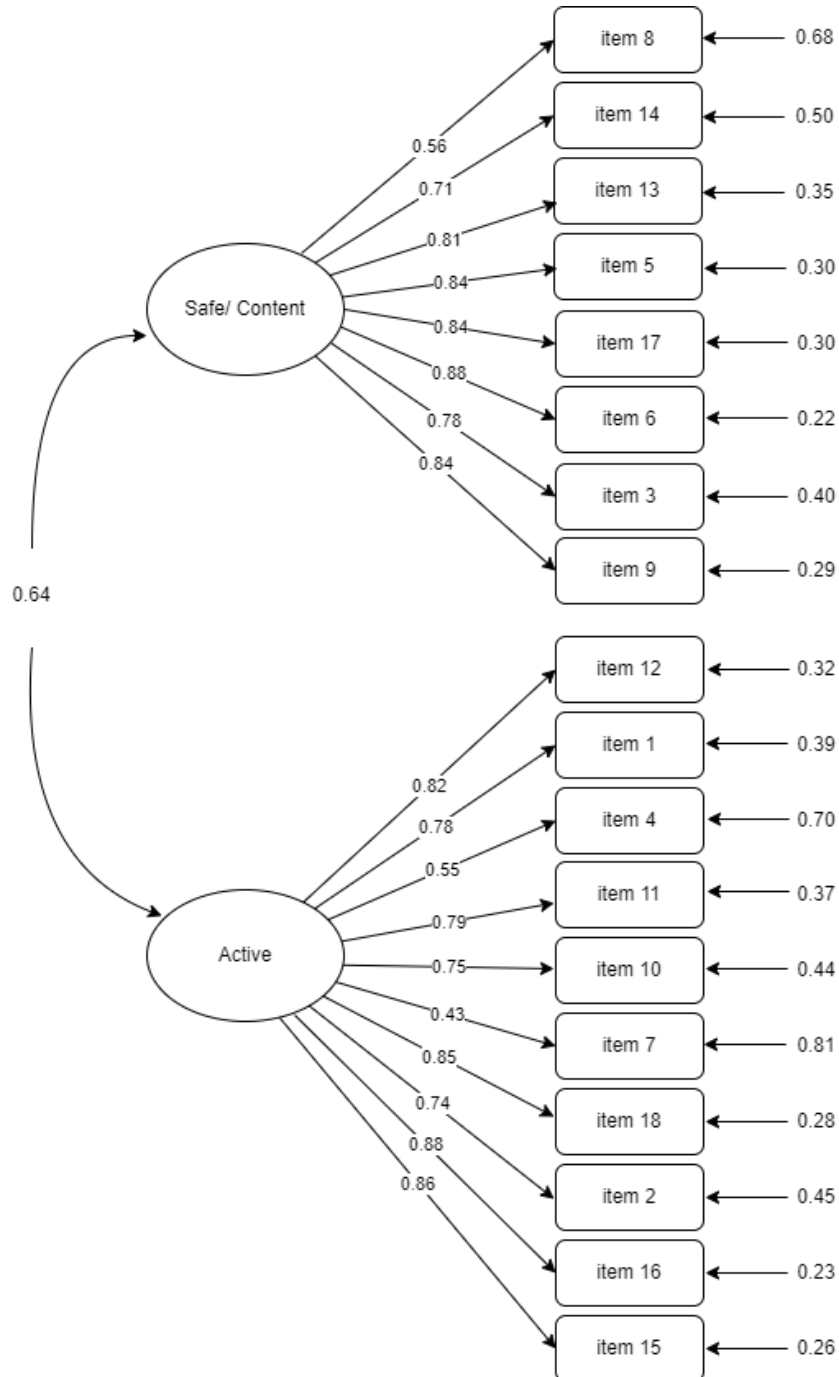 item 8
0.68
item 14
0.50
0.56
item 13
0.35
0.71
0.81
item 5
0.30
Safe/ Content
0.84
item 17
0.30
0.84
0.88
item 6
0.22
0.78
0.84
item 3
0.40
item 9
0.29
0.64
item 12
0.32
item 1
0.39
0.82
item 4
0.70
0.78
0.55
item 11
0.37
0.79
Active
item 10
0.44
0.75
0.43
item 7
0.81
0.85
0.74
item 18
0.28
0.88
0.86
item 2
0.45
item 16
0.23
item 15
0.26